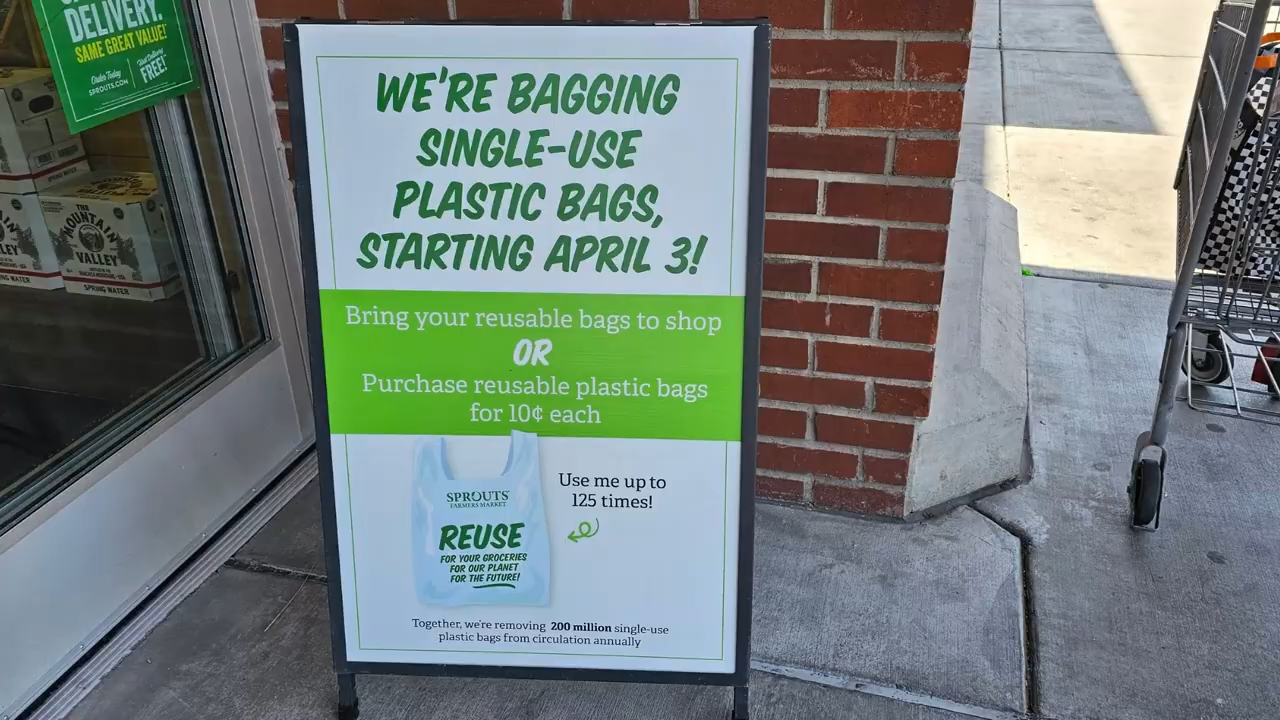 DELIVERY.
SAME GREAT VALUE!
Order Today
SPROUTS.COM
FREE!
THE
MOUNTAIN
VALLEY
SPRING WATER
WE'RE BAGGING
SINGLE-USE
PLASTIC BAGS,
STARTING APRIL 3!
Bring your reusable bags to shop
OR
Purchase reusable plastic bags
for 10¢ each
SPROUTS
FARMERS MARKET
REUSE
FOR YOUR GROCERIES
FOR OUR PLANET
FOR THE FUTURE!
Use me up to
125 times!
Together, we're removing 200 million single-use
plastic bags from circulation annually